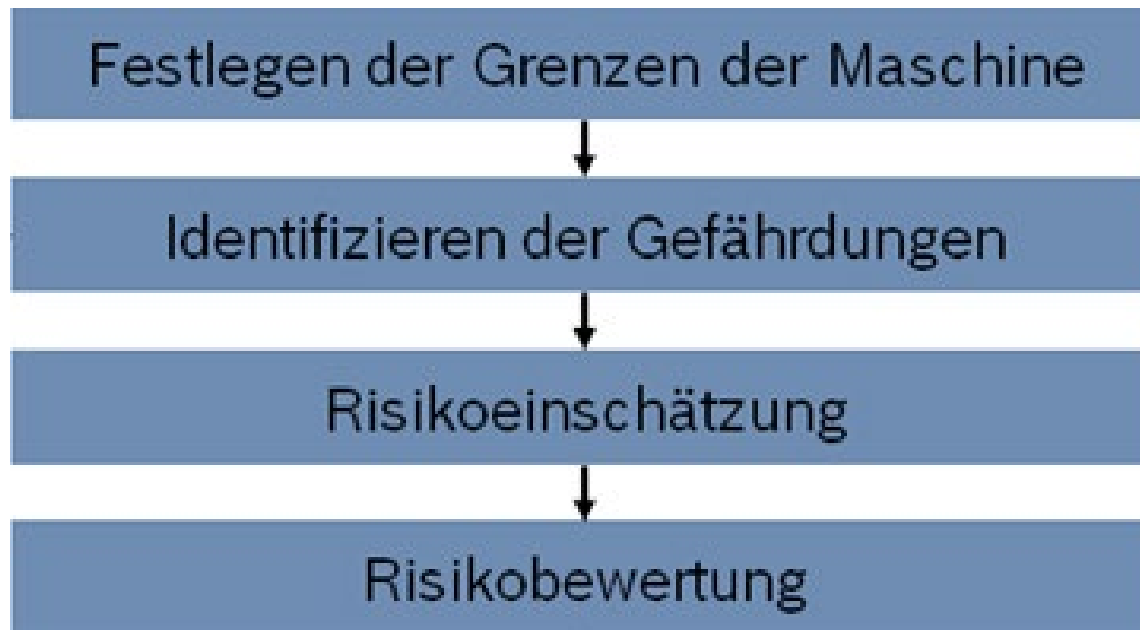 Festlegen der Grenzen der Maschine
Identifizieren der Gefährdungen
Risikoeinschätzung
Risikobewertung